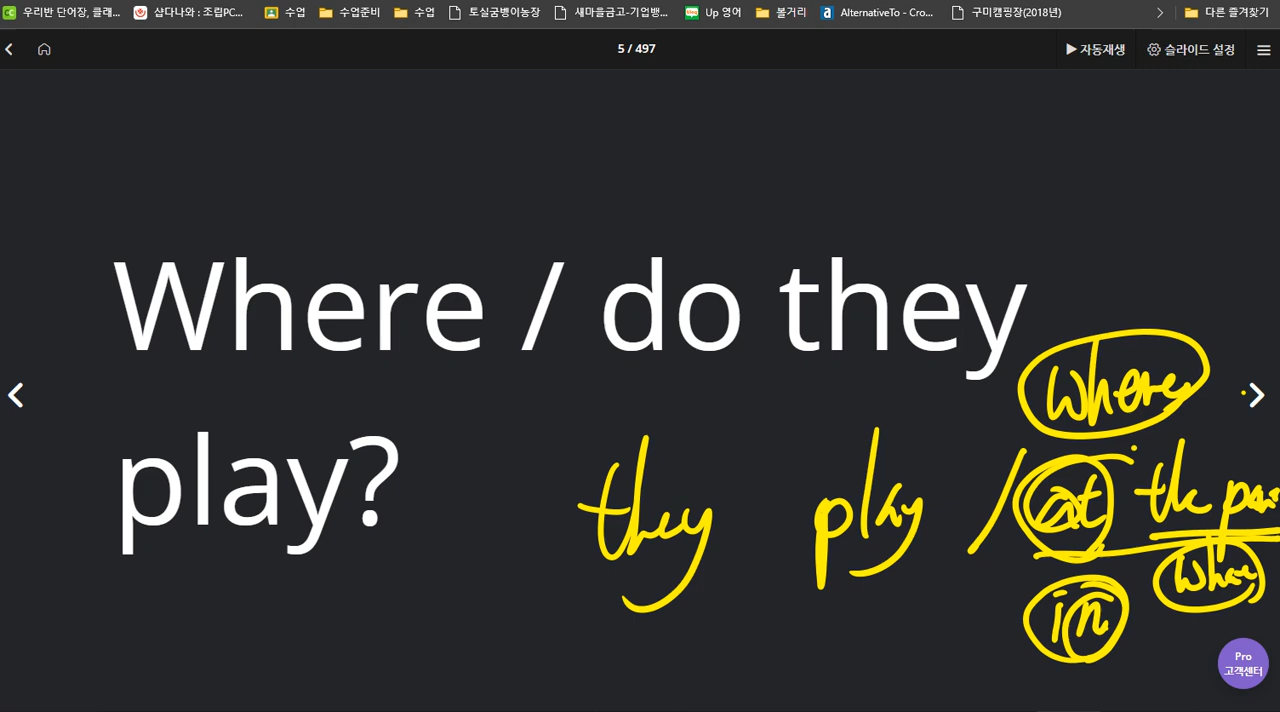 우리반 단어장, 클래... 샵다나와 : 조립PC... 수업 수업준비 수업 토실궁뱅이농장 새마을금고-기업뱅... Up 영어 볼거리 AlternativeTo - Cro... 구미캠핑장(2018년) 다른 즐겨찾기
5 / 497 자동재생 슬라이드 설정
Where / do they
play?
where
they play / at the
in
Pro
고객센터